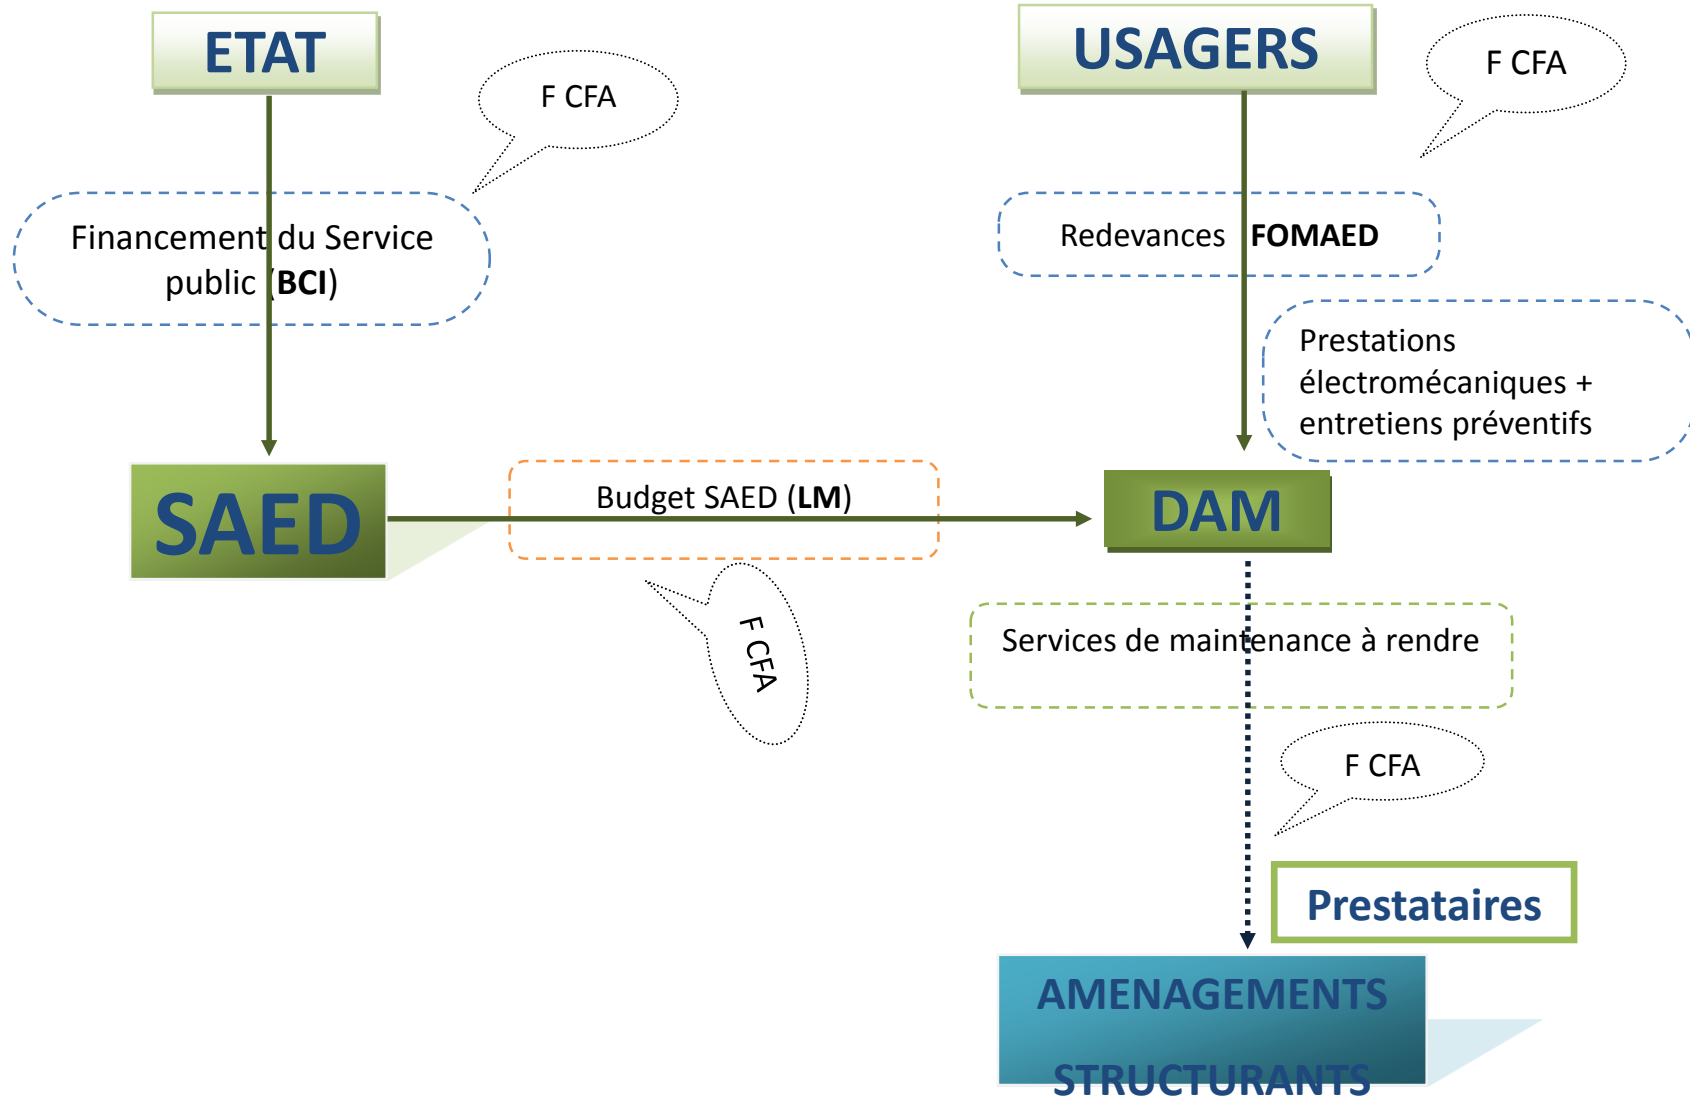 ETAT
F CFA
Financement du Service
public (BCI)
USAGERS
F CFA
Redevances FOMAED
Prestations
électromécaniques +
entretiens préventifs
SAED
Budget SAED (LM)
F CFA
DAM
Services de maintenance à rendre
F CFA
Prestataires
AMENAGEMENTS
STRUCTURANTS